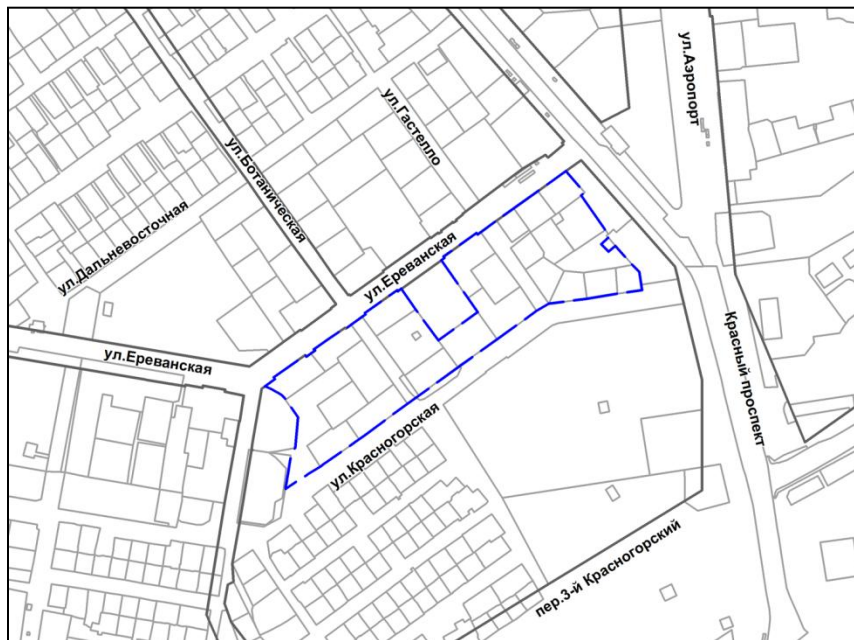 ул.Аэропорт
ул.Гастелло
ул.Ботаническая
ул.Дальневосточная
ул.Ереванская
ул.Ереванская
Красный проспект
ул.Красногорская
пер.3-й Красногорский